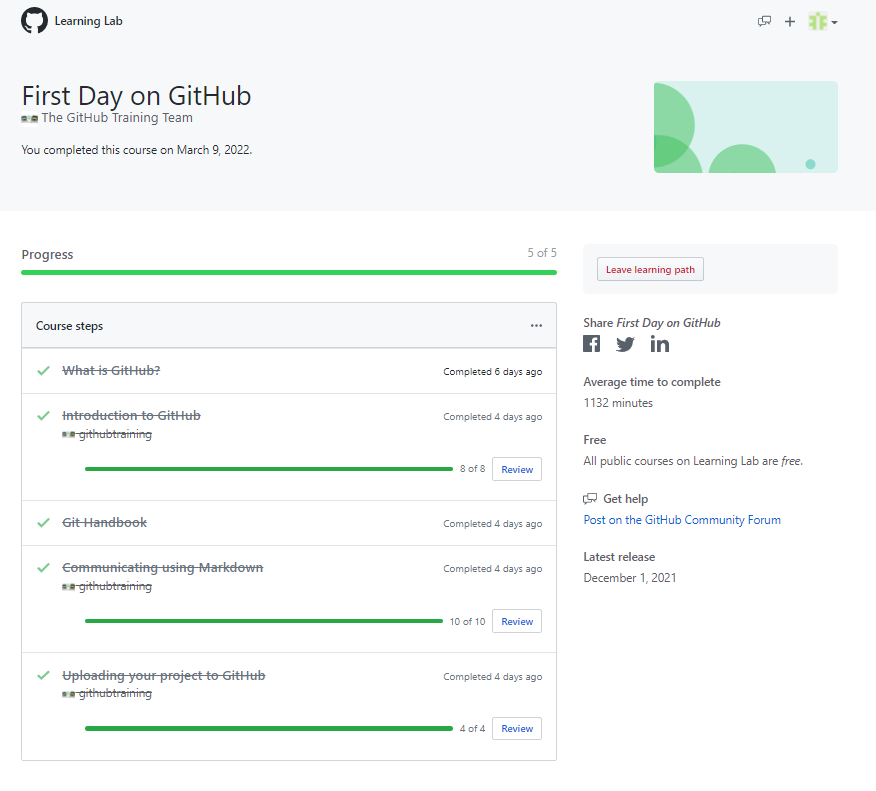 Learning Lab
First Day on GitHub
The GitHub Training Team
You completed this course on March 9, 2022.
Progress
5 of 5
Course steps
What is GitHub?
Completed 6 days ago
Introduction to GitHub
Completed 4 days ago
githubtraining
8 of 8
Review
Git Handbook
Completed 4 days ago
Communicating using Markdown
Completed 4 days ago
githubtraining
10 of 10
Review
Uploading your project to GitHub
Completed 4 days ago
githubtraining
4 of 4
Review
Leave learning path
Share First Day on GitHub
Average time to complete
1132 minutes
Free
All public courses on Learning Lab are free.
Get help
Post on the GitHub Community Forum
Latest release
December 1, 2021